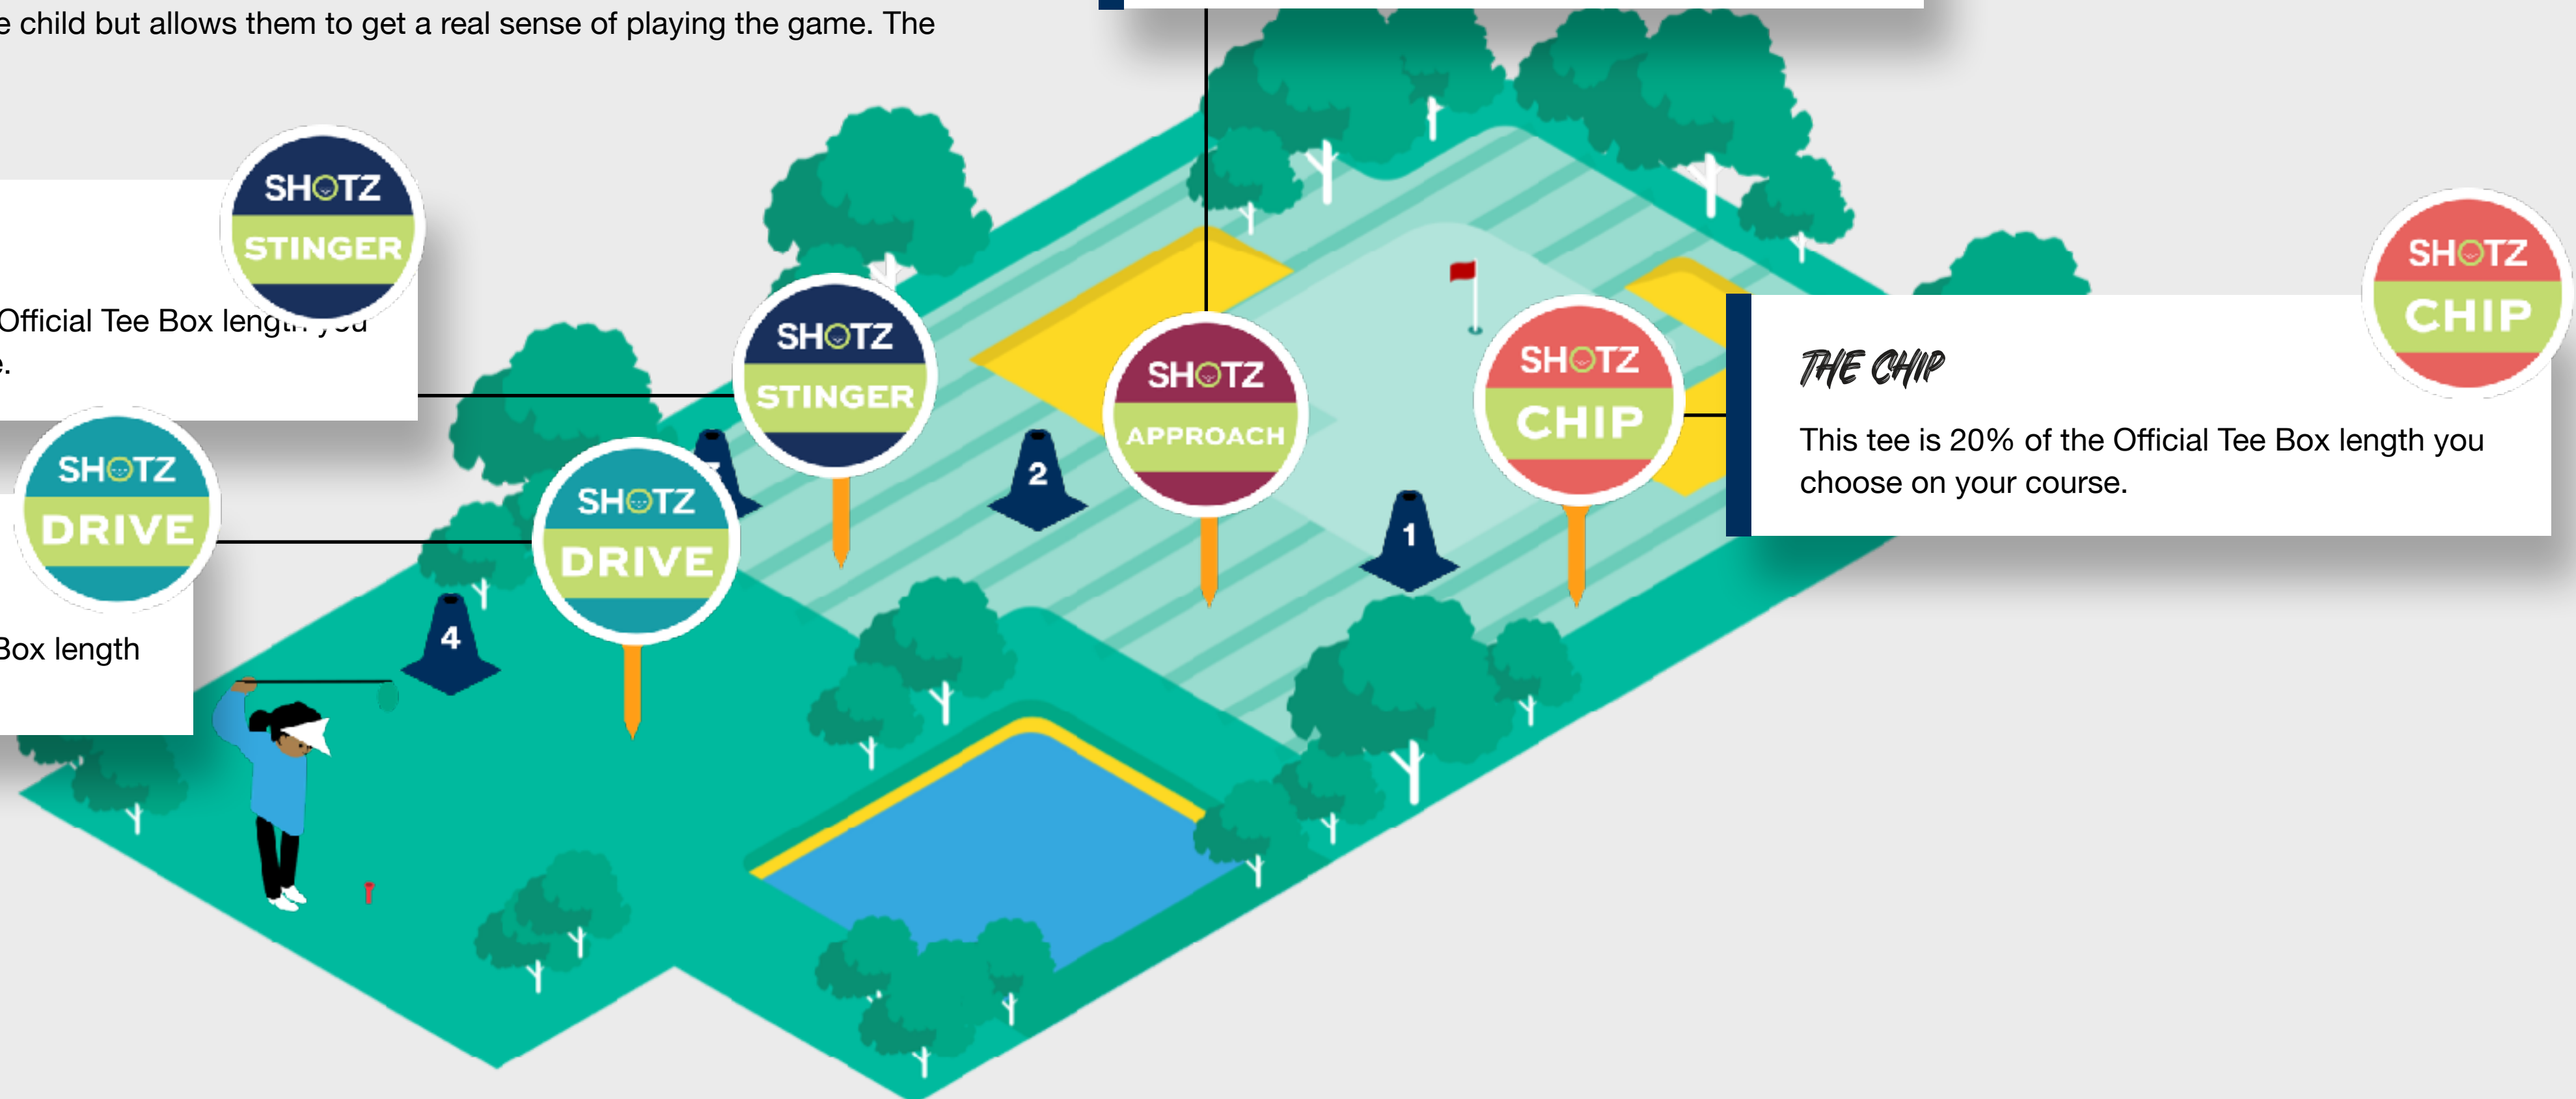 e child but allows them to get a real sense of playing the game. The
SHOTZ
STINGER
Official Tee Box length you
e.
SHOTZ
STINGER
SHOTZ
APPROACH
SHOTZ
CHIP
SHOTZ
CHIP
THE CHIP
This tee is 20% of the Official Tee Box length you
choose on your course.
SHOTZ
DRIVE
SHOTZ
DRIVE
Box length
2
1
4